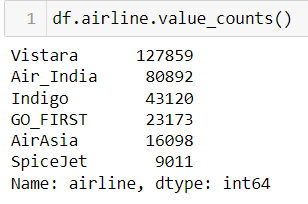 1 df.airline.value_counts()
Vistara 127859
Air_India 80892
Indigo 43120
GO_FIRST 23173
AirAsia 16098
SpiceJet 9011
Name: airline, dtype: int64